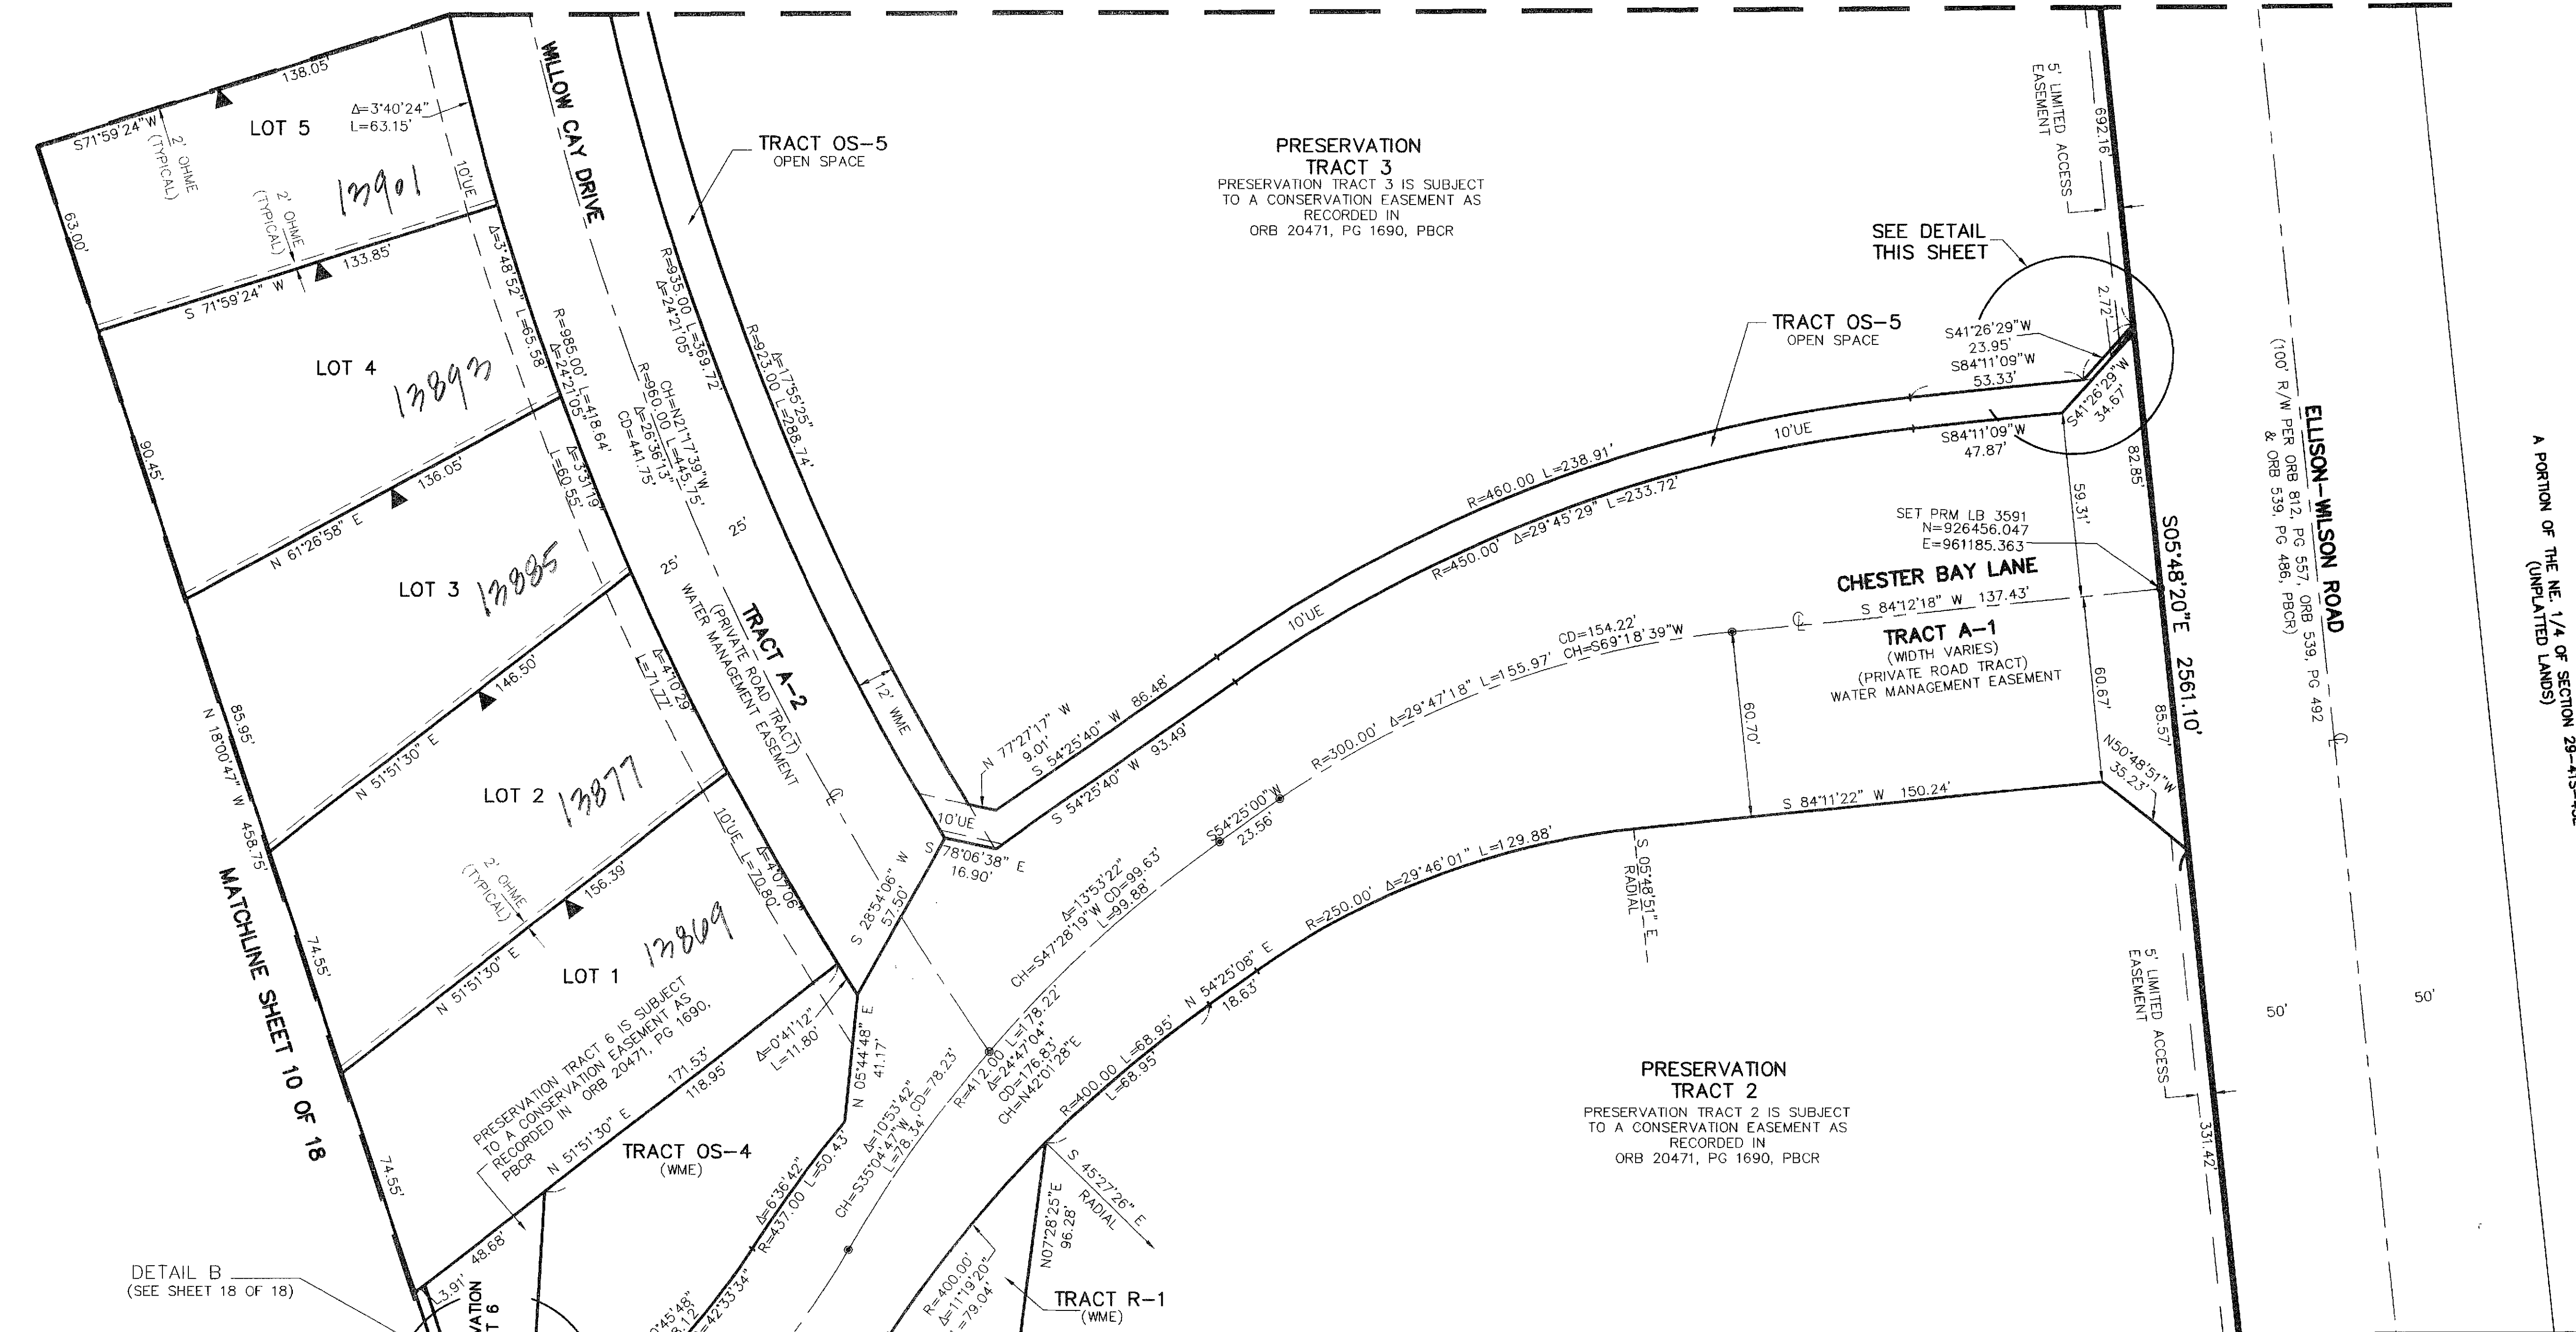 138.05'
S71°59'24"W
2' OHME
(TYPICAL)
LOT 5
Δ=3°40'24"
L=63.15'
10'UE
12901
2' OHME
(TYPICAL)
63.00'
133.85'
S 71°59'24" W
LOT 4
Δ=3°48'52" L=65.58'
R=985.00' L=418.64'
Δ=24°21'05"
90.45'
136.05'
N 61°26'58" E
LOT 3
12885
Δ=3°31'19"
L=60.55'
146.50'
N 51°51'30" E
85.95'
N 18°00'47" W 458.75'
LOT 2
12877
Δ=4°10'29"
L=71.77'
10'UE
Δ=4°07'06"
L=70.80'
2' OHME
(TYPICAL)
156.39'
N 51°51'30" E
74.55'
LOT 1
12869
MATCHLINE SHEET 10 OF 18
PRESERVATION TRACT 6 IS SUBJECT
TO A CONSERVATION EASEMENT AS
RECORDED IN ORB 20471, PG 1690,
PBCR
171.53'
118.95'
N 51°51'30" E
Δ=0°41'12"
L=11.80'
74.55'
48.68'
3.91'
TRACT OS-4
(WME)
DETAIL B
(SEE SHEET 18 OF 18)
WILLOW CAY DRIVE
TRACT OS-5
OPEN SPACE
R=935.00 L=369.72'
Δ=24°21'05"
Δ=17°55'25"
R=923.00 L=288.74'
CH=N21°17'39"W
R=960.00 L=445.75'
Δ=26°36'13"
CD=441.75'
25'
25'
TRACT A-2
(PRIVATE ROAD TRACT)
WATER MANAGEMENT EASEMENT
12' WME
N 77°27'17" W
9.01'
S 54°25'40" W 86.48'
S 54°25'40" W 93.49'
10'UE
S 78°06'38" E
16.90'
S 28°54'06" W
57.50'
N 05°44'48" E
41.17'
Δ=6°36'42"
R=437.00 L=50.43'
Δ=10°53'42"
CH=S35°04'47"W CD=78.23'
L=78.34'
R=412.00 L=178.22'
Δ=24°47'04"
CD=176.83'
CH=N42°01'28"E
Δ=13°53'22"
CH=S47°28'19"W CD=99.63'
L=99.88'
S54°25'00"W
23.56'
PRESERVATION
TRACT 3
PRESERVATION TRACT 3 IS SUBJECT
TO A CONSERVATION EASEMENT AS
RECORDED IN
ORB 20471, PG 1690, PBCR
5' LIMITED ACCESS
EASEMENT
692.16'
SEE DETAIL
THIS SHEET
TRACT OS-5
OPEN SPACE
2.72'
S41°26'29"W
23.95'
S84°11'09"W
53.33'
S41°26'29"W
34.67'
S84°11'09"W
47.87'
10'UE
R=460.00 L=238.91'
R=450.00' Δ=29°45'29" L=233.72'
10'UE
82.85'
59.31'
SET PRM LB 3591
N=926456.047
E=961185.363
CHESTER BAY LANE
S 84°12'18" W 137.43'
TRACT A-1
(WIDTH VARIES)
(PRIVATE ROAD TRACT)
WATER MANAGEMENT EASEMENT
CD=154.22'
CH=S69°18'39"W
R=300.00' Δ=29°47'18" L=155.97'
60.70'
60.67'
85.57'
S05°48'20"E 2561.10'
N50°48'51"W
35.23'
S 84°11'22" W 150.24'
R=250.00' Δ=29°46'01" L=129.88'
S 05°48'51" E
RADIAL
N 54°25'08" E
18.63'
R=400.00 L=68.95'
L=68.95'
S 45°27'26" E
RADIAL
N07°28'25"E
96.28'
R=400.00'
Δ=11°19'20"
L=79.04'
TRACT R-1
(WME)
PRESERVATION
TRACT 2
PRESERVATION TRACT 2 IS SUBJECT
TO A CONSERVATION EASEMENT AS
RECORDED IN
ORB 20471, PG 1690, PBCR
5' LIMITED ACCESS
EASEMENT
331.42'
ELLISON-WILSON ROAD
(100' R/W PER ORB 812, PG 557, ORB 539, PG 492
& ORB 539, PG 486, PBCR)
50'
50'
A PORTION OF THE NE. 1/4 OF SECTION
(UNPLATTED LANDS)